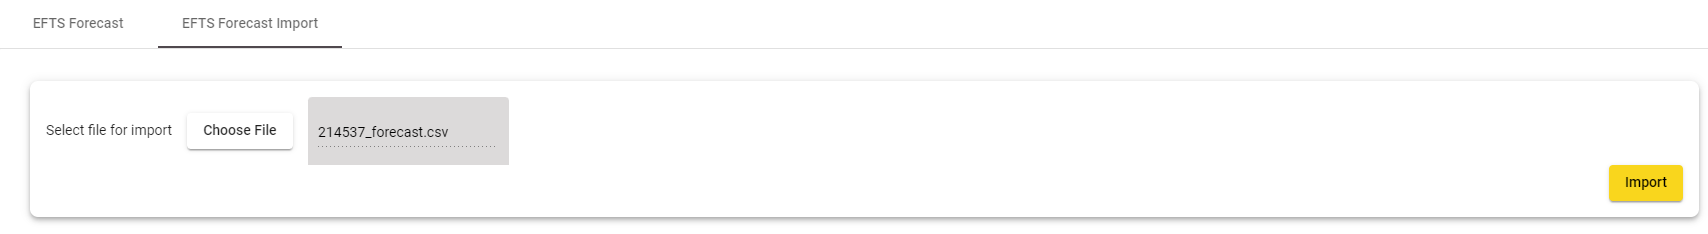 EFTS Forecast
EFTS Forecast Import
Select file for import
Choose File
214537_forecast.csv
Import